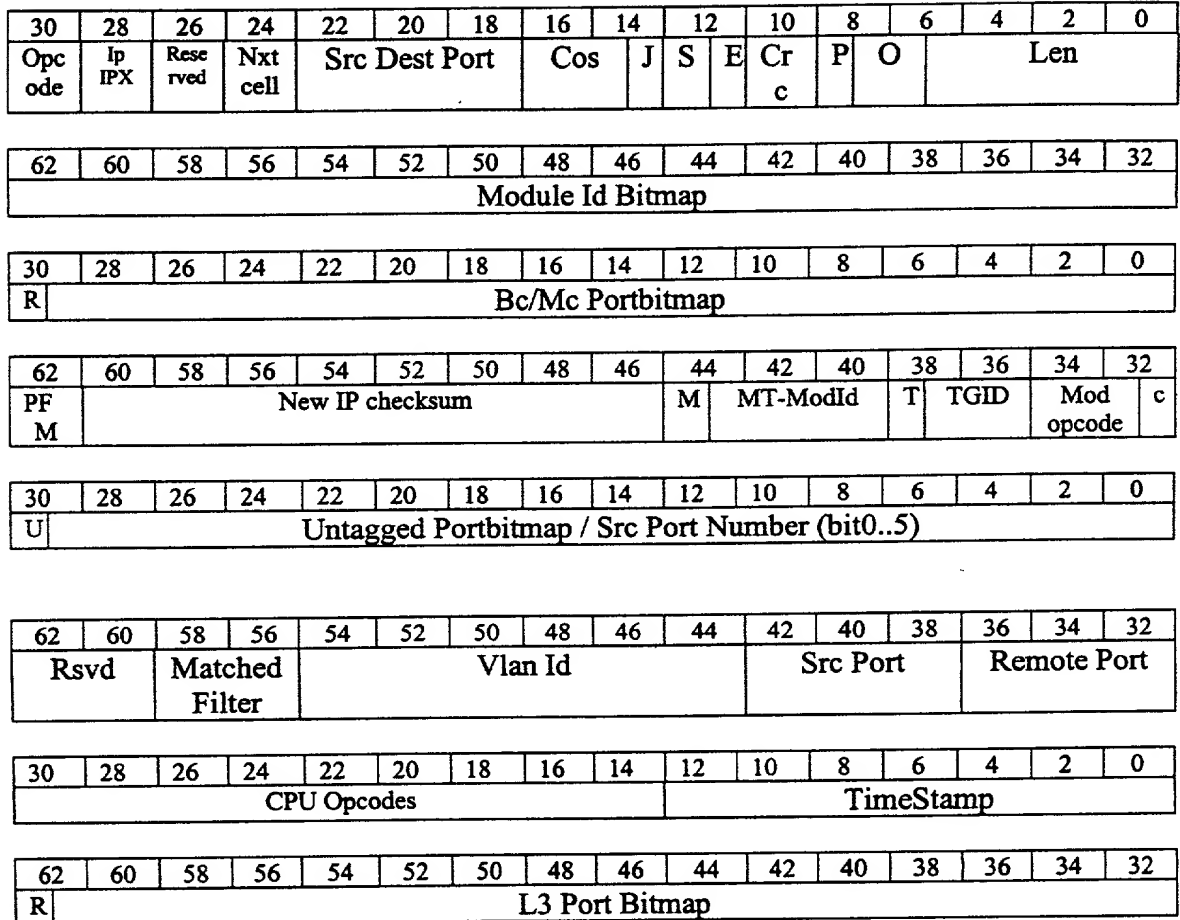 30 28 26 24 22 20 18 16 14 12 10 8 6 4 2 0
Opc Ip Rese Nxt Src Dest Port Cos J S E Cr P O Len
ode IPX rved cell c
62 60 58 56 54 52 50 48 46 44 42 40 38 36 34 32
Module Id Bitmap
30 28 26 24 22 20 18 16 14 12 10 8 6 4 2 0
R Bc/Mc Portbitmap
62 60 58 56 54 52 50 48 46 44 42 40 38 36 34 32
PF New IP checksum M MT-ModId T TGID Mod c
M opcode
30 28 26 24 22 20 18 16 14 12 10 8 6 4 2 0
U Untagged Portbitmap / Src Port Number (bit0..5)
62 60 58 56 54 52 50 48 46 44 42 40 38 36 34 32
Rsvd Matched Vlan Id Src Port Remote Port
Filter
30 28 26 24 22 20 18 16 14 12 10 8 6 4 2 0
CPU Opcodes TimeStamp
62 60 58 56 54 52 50 48 46 44 42 40 38 36 34 32
R L3 Port Bitmap